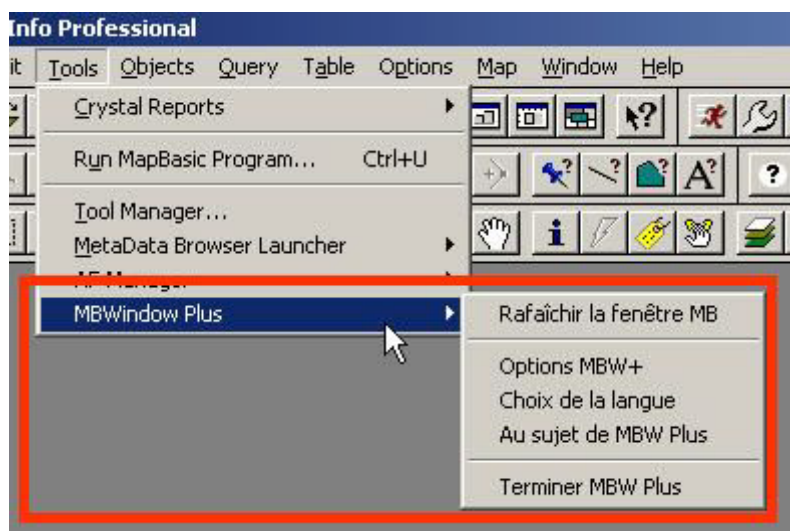 Info Professional
it Tools Objects Query Table Options Map Window Help
Crystal Reports
Run MapBasic Program... Ctrl+U
Tool Manager...
MetaData Browser Launcher
MBWindow Plus
Rafaîchir la fenêtre MB
Options MBW+
Choix de la langue
Au sujet de MBW Plus
Terminer MBW Plus